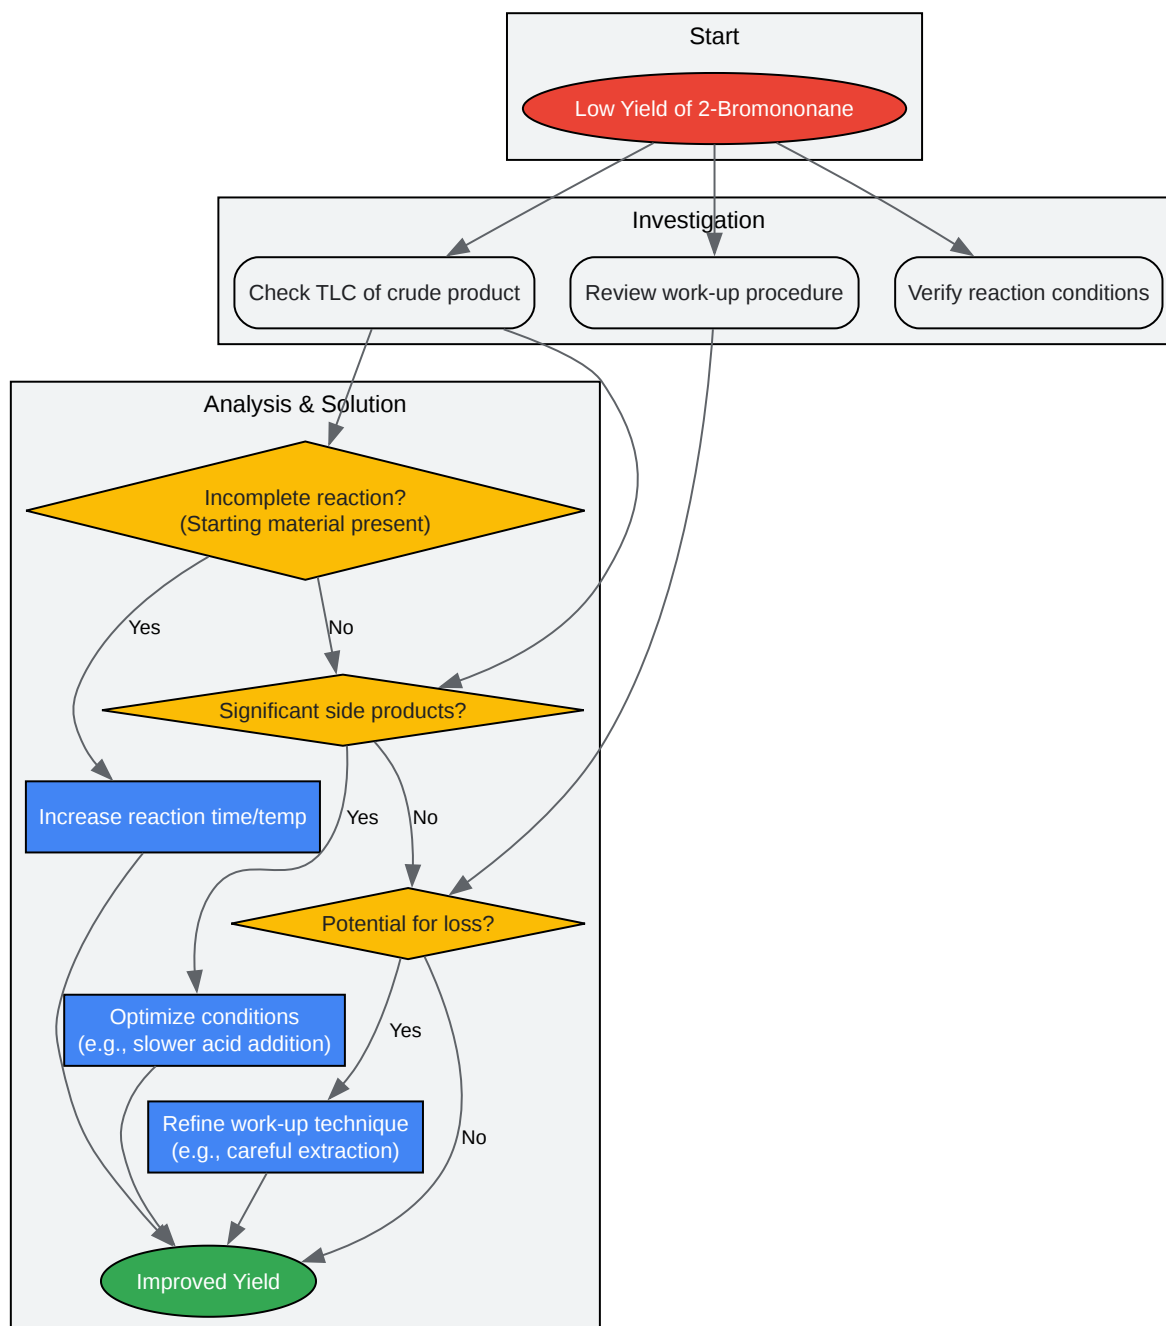 Start
Low Yield of 2-Bromononane
Investigation
Check TLC of crude product
Review work-up procedure
Verify reaction conditions
Analysis & Solution
Incomplete reaction?
(Starting material present)
Yes
No
Significant side products?
Increase reaction time/temp
Yes
No
Potential for loss?
Optimize conditions
(e.g., slower acid addition)
Yes
Refine work-up technique
(e.g., careful extraction)
No
Improved Yield